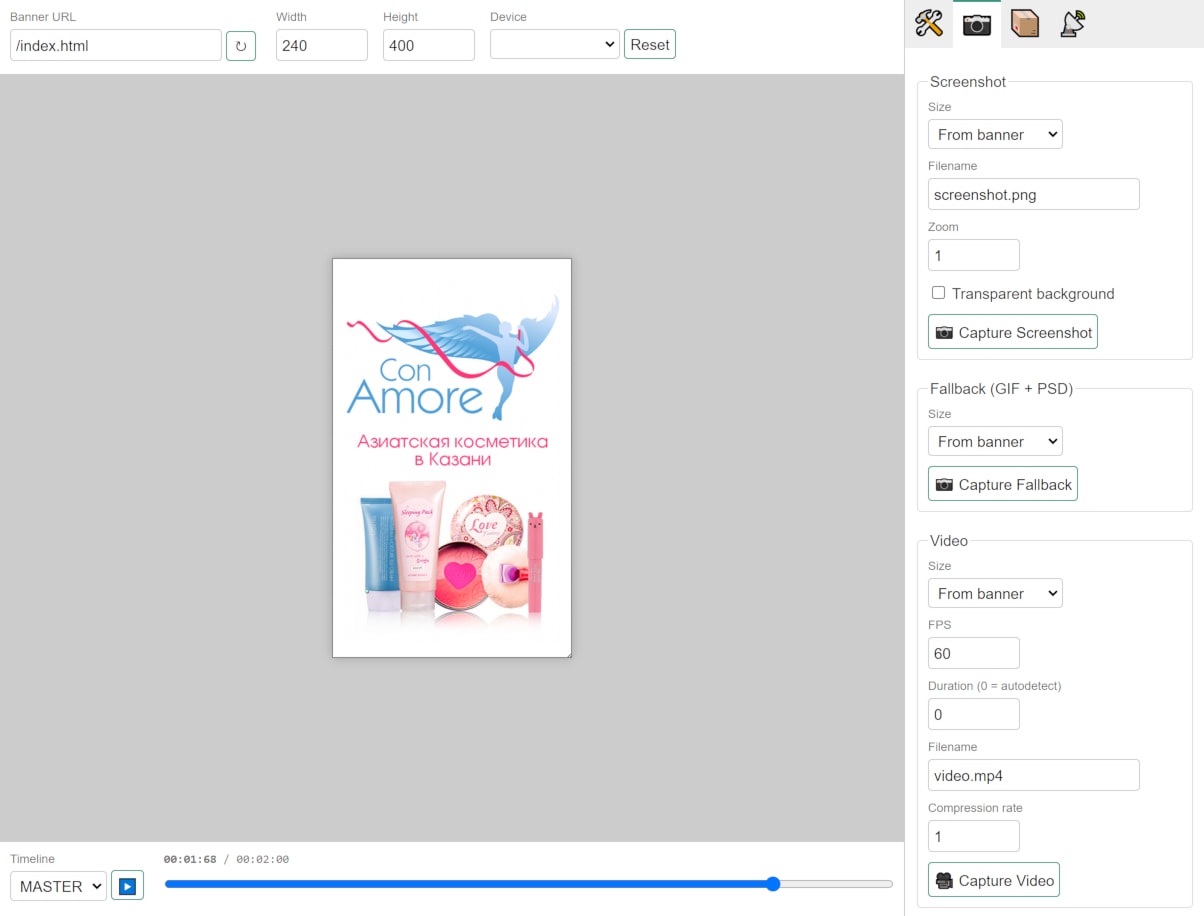 Banner URL
Width
Height
Device
/index.html
↻
240
400
Reset
Con
Amore
Азиатская косметика
в Казани
Sleeping Pack
Love
Timeline
00:01:68 / 00:02:00
MASTER
Screenshot
Size
From banner
Filename
screenshot.png
Zoom
1
Transparent background
Capture Screenshot
Fallback (GIF + PSD)
Size
From banner
Capture Fallback
Video
Size
From banner
FPS
60
Duration (0 = autodetect)
0
Filename
video.mp4
Compression rate
1
Capture Video